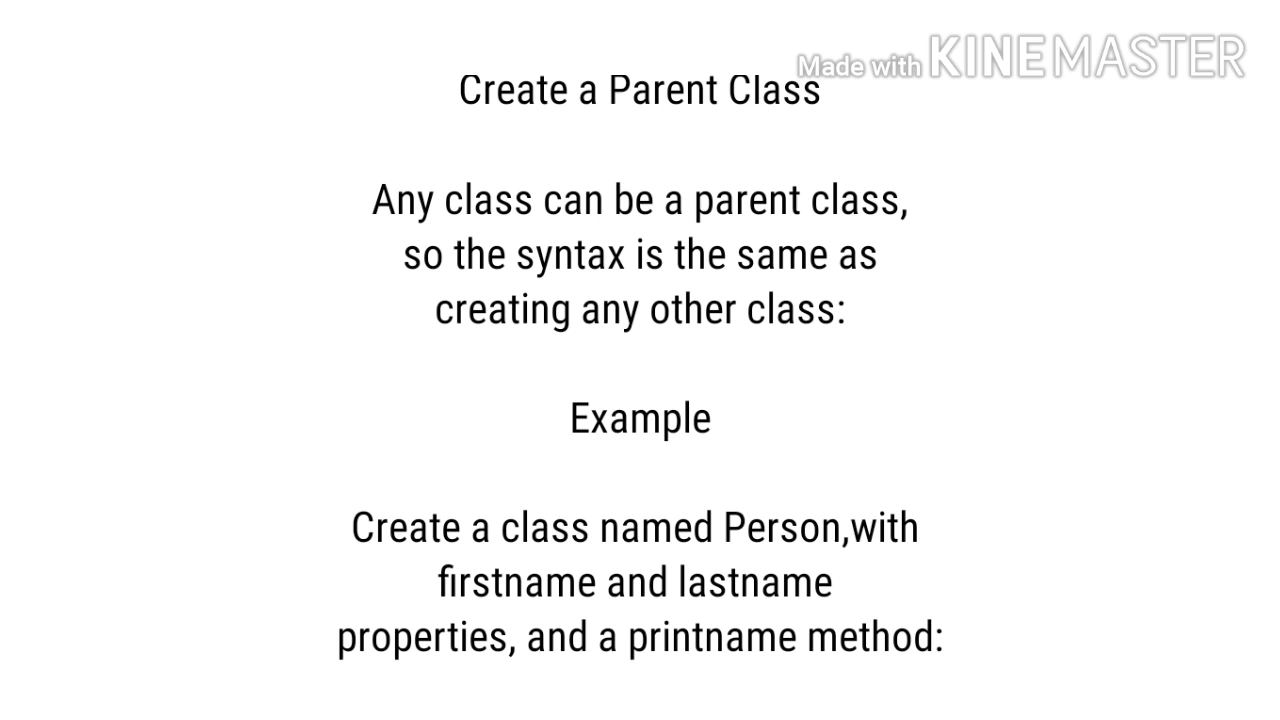 Made with KINEMASTER
Create a Parent Class
Any class can be a parent class,
so the syntax is the same as
creating any other class:
Example
Create a class named Person,with
firstname and lastname
properties, and a printname method: